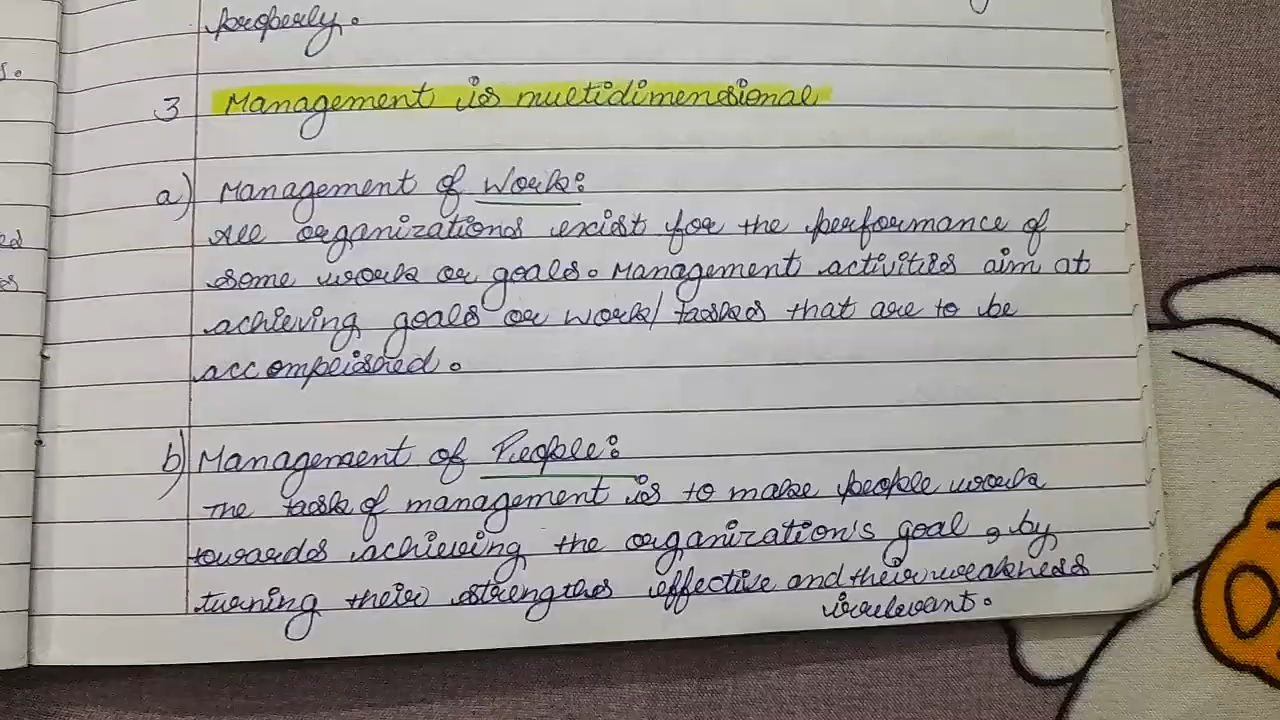 properly.
3 Management is multidimensional
a) Management of Work:
All organizations exist for the performance of
some work or goals. Management activities aim at
achieving goals or work/tasks that are to be
accomplished.
b) Management of People:
The task of management is to make people work
towards achieving the organization's goal, by
turning their strengths effective and their weakness
irrelevant.